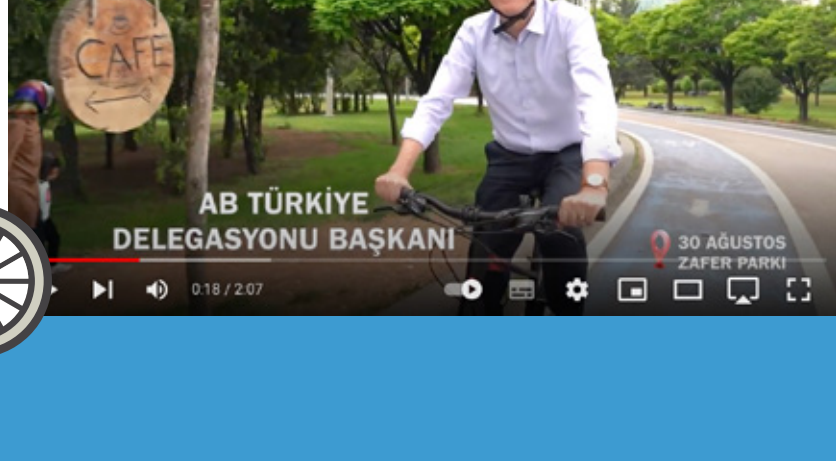 CAFE
AB TÜRKİYE
DELEGASYONU BAŞKANI
30 AĞUSTOS
ZAFER PARKI
0:18 / 2:07